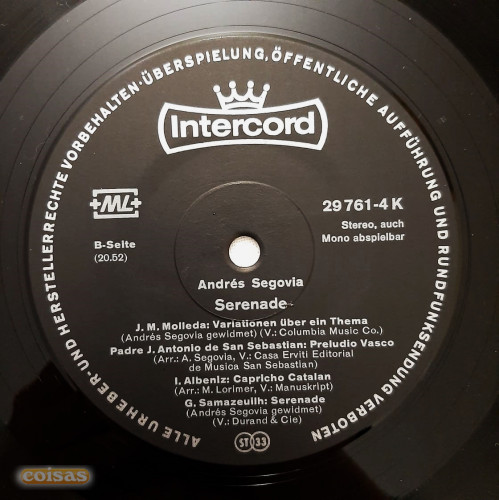 ALLE URHEBER- UND HERSTELLERRECHTE VORBEHALTEN · ÜBERSPIELUNG, ÖFFENTLICHE AUFFÜHRUNG UND RUNDFUNKSENDUNG VERBOTEN
Intercord
+ML+
29 761-4 K
Stereo, auch
Mono abspielbar
B-Seite
(20.52)
Andrés Segovia
Serenade
J. M. Molleda: Variationen über ein Thema
(Andrés Segovia gewidmet) (V.: Columbia Music Co.)
Padre J. Antonio de San Sebastian: Preludio Vasco
(Arr.: A. Segovia, V.: Casa Erviti Editorial
de Musica San Sebastian)
I. Albeniz: Capricho Catalan
(Arr.: M. Lorimer, V.: Manuskript)
G. Samazeuilh: Serenade
(Andrés Segovia gewidmet)
(V.: Durand & Cie)
ST 33
coisas